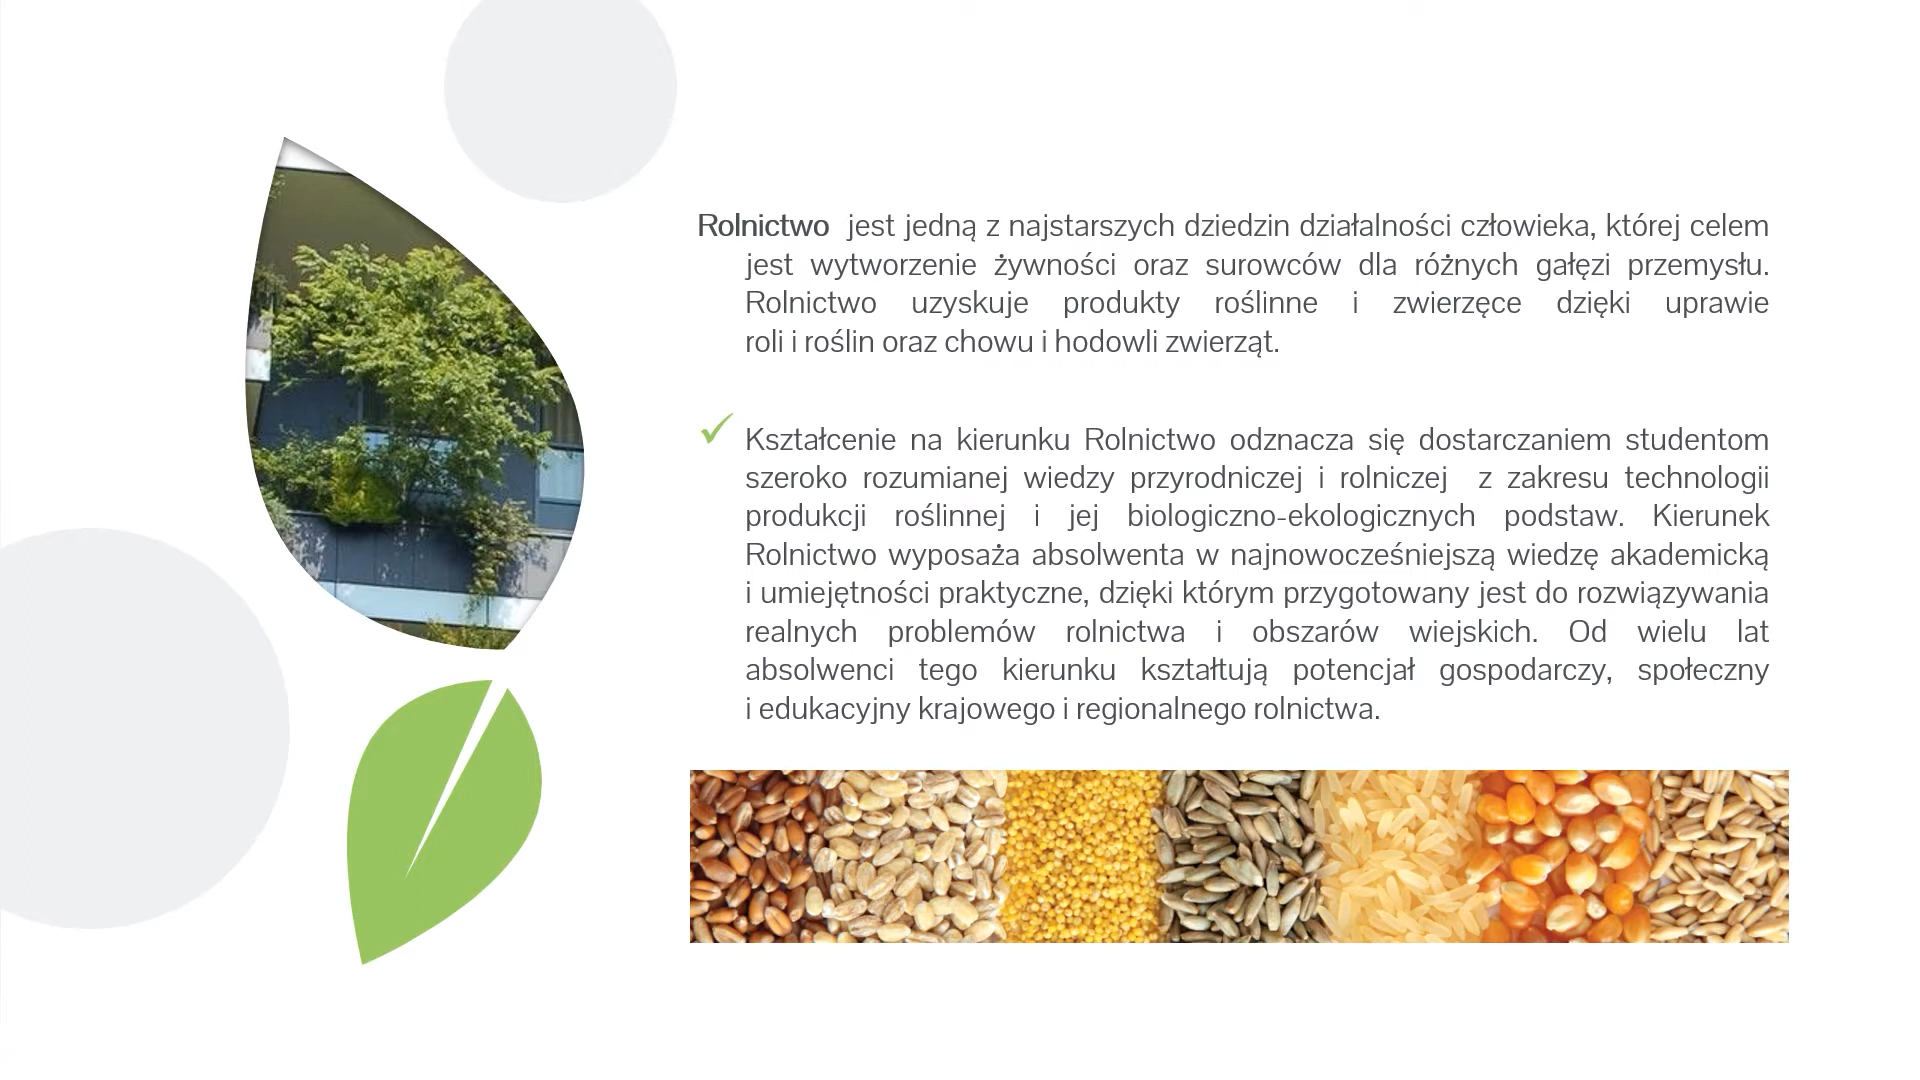 Rolnictwo jest jedną z najstarszych dziedzin działalności człowieka, której celem
jest wytworzenie żywności oraz surowców dla różnych gałęzi przemysłu.
Rolnictwo uzyskuje produkty roślinne i zwierzęce dzięki uprawie
roli i roślin oraz chowu i hodowli zwierząt.
Kształcenie na kierunku Rolnictwo odznacza się dostarczaniem studentom
szeroko rozumianej wiedzy przyrodniczej i rolniczej z zakresu technologii
produkcji roślinnej i jej biologiczno-ekologicznych podstaw. Kierunek
Rolnictwo wyposaża absolwenta w najnowocześniejszą wiedzę akademicką
i umiejętności praktyczne, dzięki którym przygotowany jest do rozwiązywania
realnych problemów rolnictwa i obszarów wiejskich. Od wielu lat
absolwenci tego kierunku kształtują potencjał gospodarczy, społeczny
i edukacyjny krajowego i regionalnego rolnictwa.